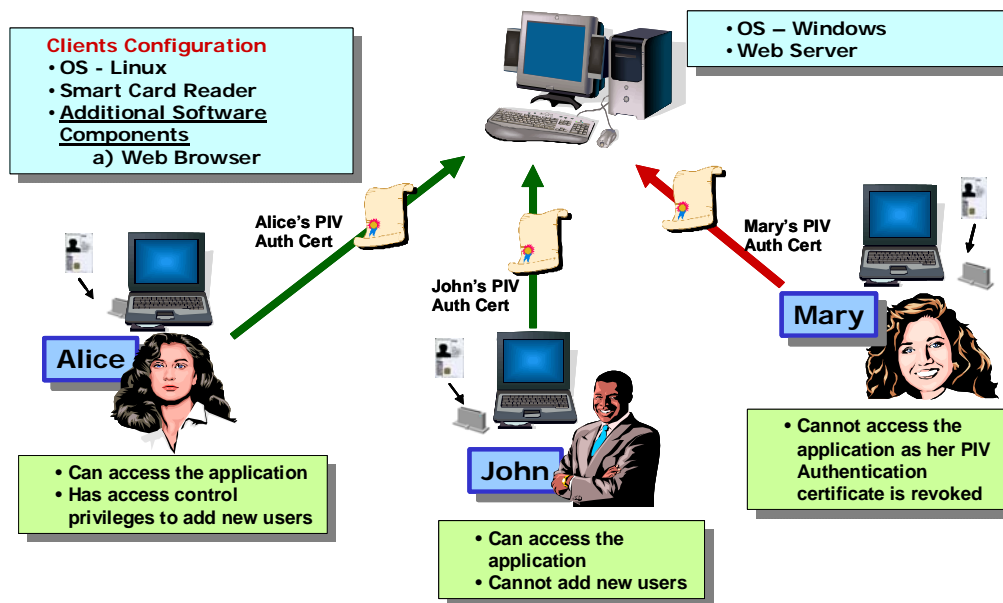 Clients Configuration
• OS - Linux
• Smart Card Reader
• Additional Software
Components
a) Web Browser
• OS – Windows
• Web Server
Alice's PIV
Auth Cert
John's PIV
Auth Cert
Mary's PIV
Auth Cert
Alice
John
Mary
• Can access the application
• Has access control
privileges to add new users
• Can access the
application
• Cannot add new users
• Cannot access the
application as her PIV
Authentication
certificate is revoked